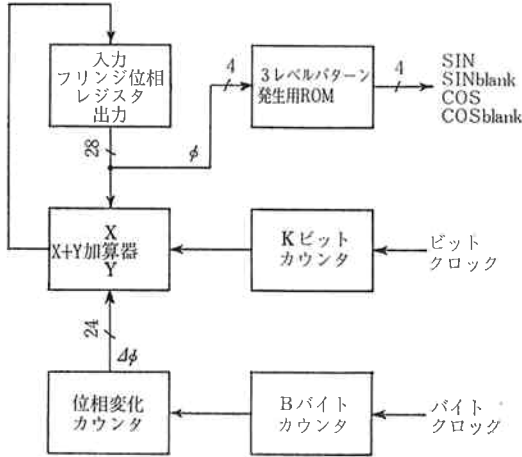 入力
フリンジ位相
レジスタ
出力
28
φ
4
3レベルパターン
発生用ROM
4
SIN
SINblank
COS
COSblank
X
X+Y加算器
Y
Kビット
カウンタ
ビット
クロック
24
Δφ
位相変化
カウンタ
Bバイト
カウンタ
バイト
クロック